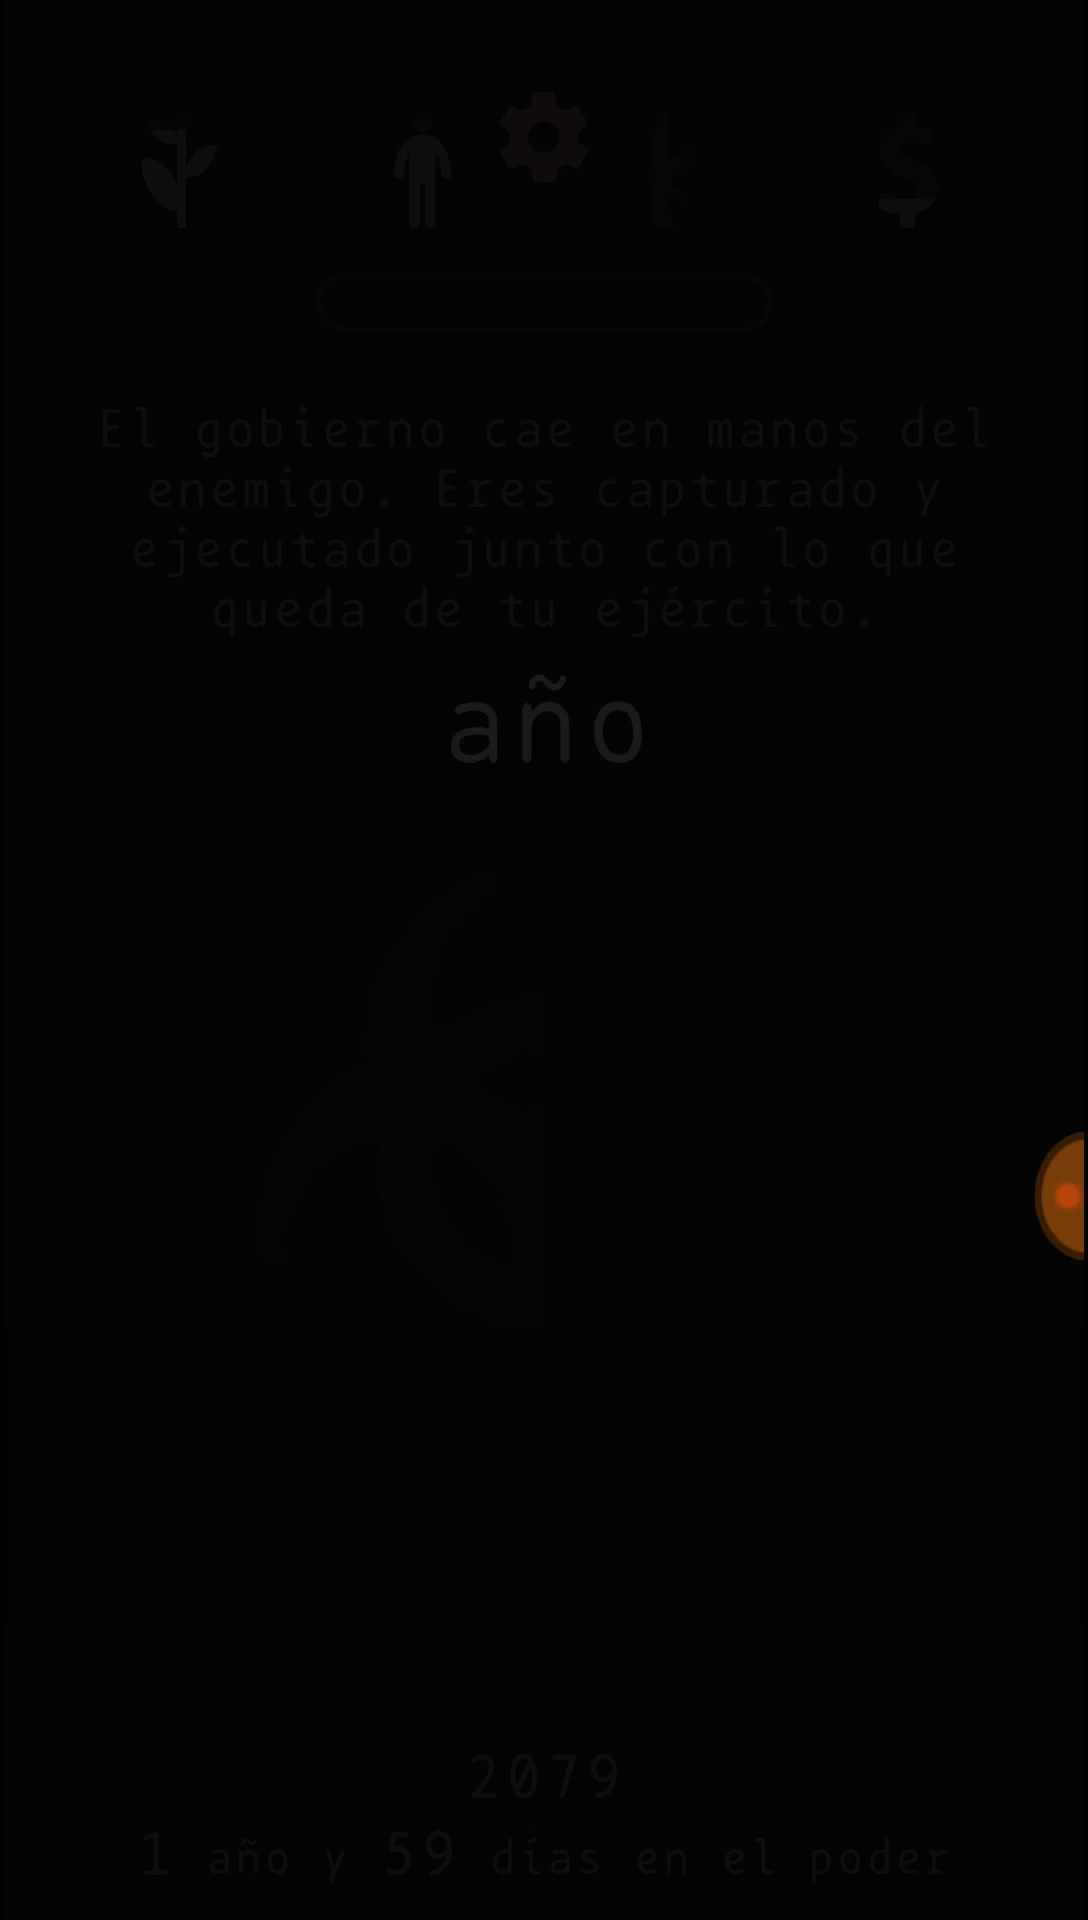 El gobierno cae en manos del
enemigo. Eres capturado y
ejecutado junto con lo que
queda de tu ejército.
año
2079
1 año y 59 días en el poder